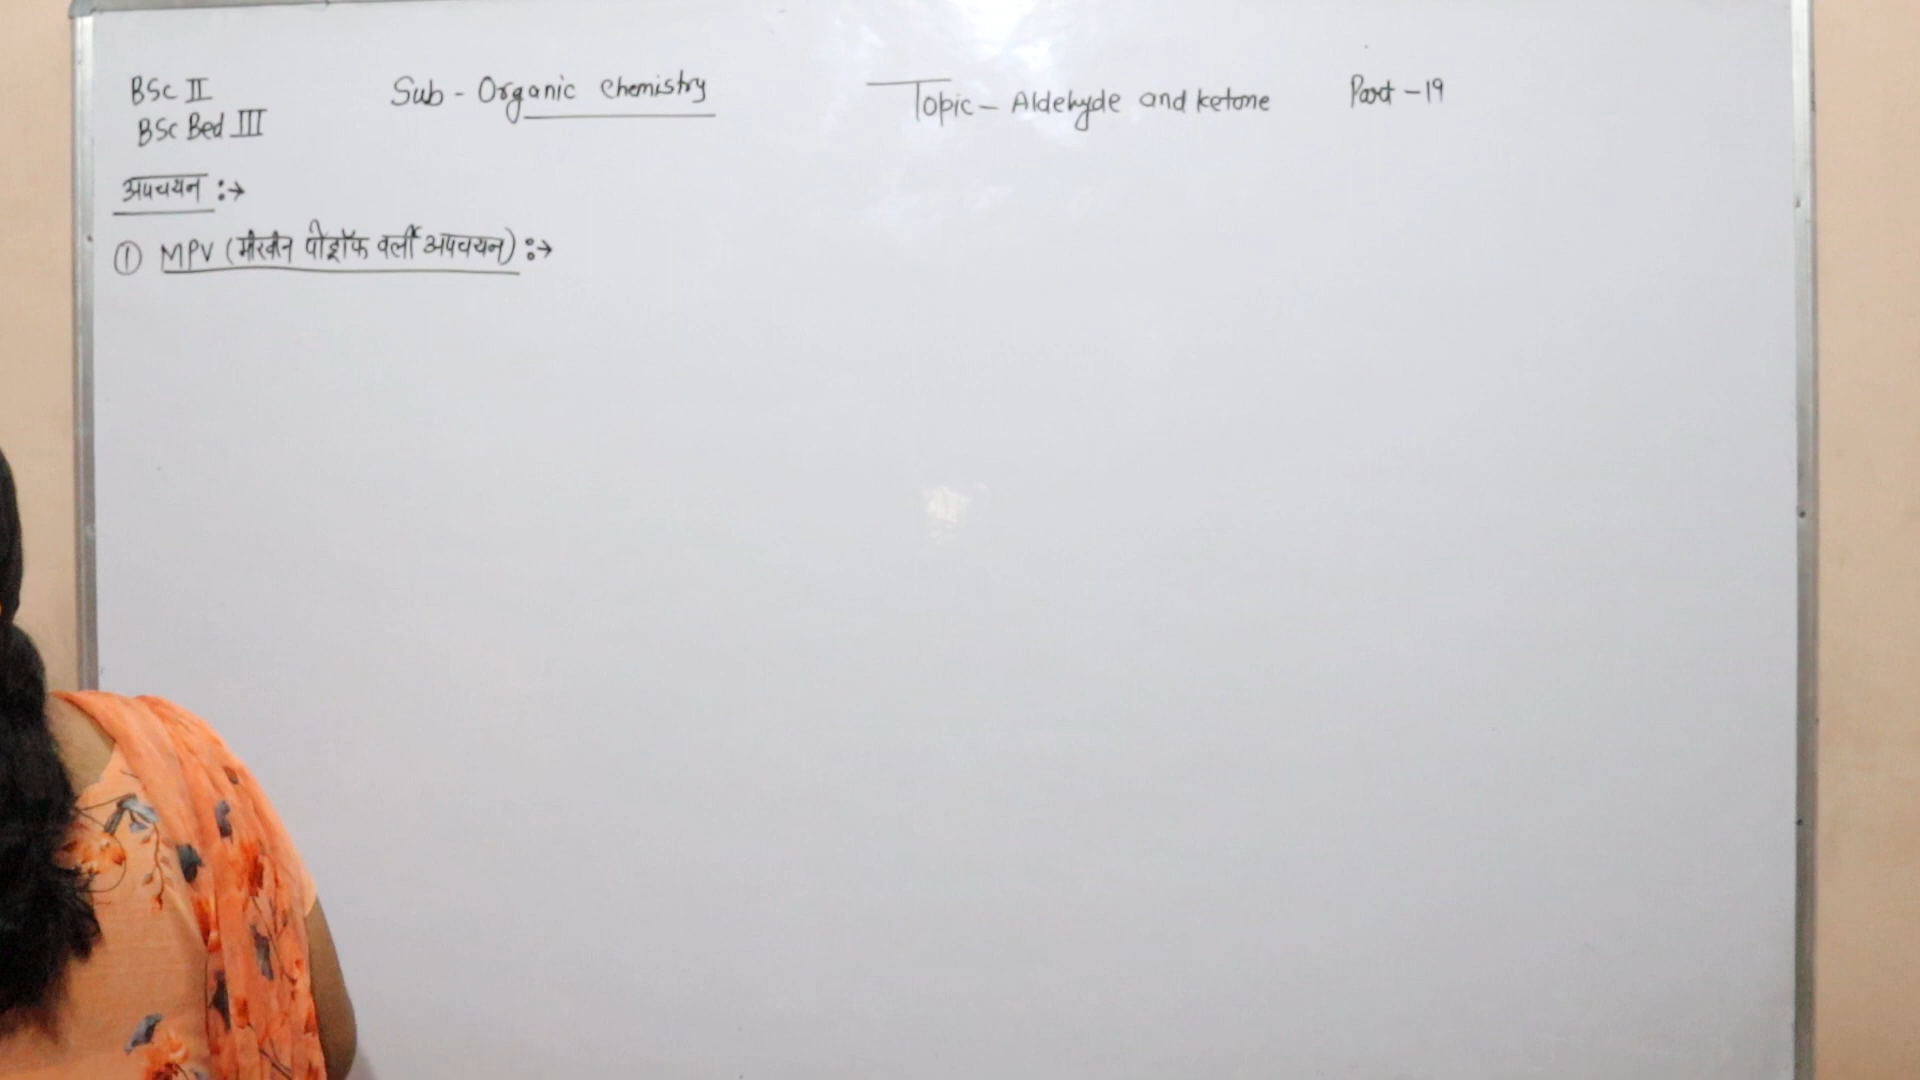 BSc II Sub - Organic chemistry Topic - Aldehyde and ketone Part - 19
BSc Bed III
अपचयन :→
① MPV (मीरवीन पोंड्रॉफ वर्ली अपचयन) :→